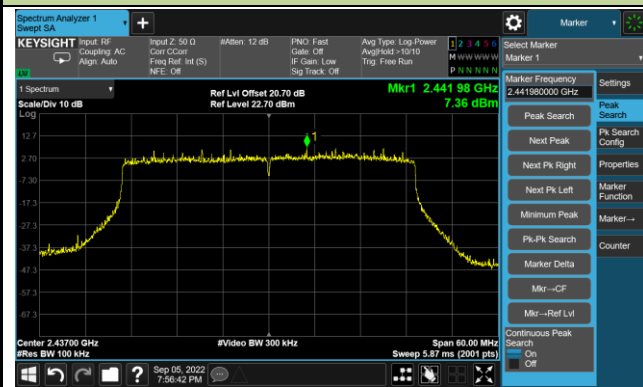 Spectrum Analyzer 1
Swept SA
+
Marker
KEYSIGHT
Input: RF
Coupling: AC
Align: Auto
Input Z: 50 Ω
Corr CCorr
Freq Ref: Int (S)
NFE: Off
#Atten: 12 dB
PNO: Fast
Gate: Off
IF Gain: Low
Sig Track: Off
Avg Type: Log-Power
Avg|Hold:>10/10
Trig: Free Run
1 2 3 4 5 6
M W W W W W
P N N N N N
Select Marker
Marker 1
1 Spectrum
Scale/Div 10 dB
Log
Ref Lvl Offset 20.70 dB
Ref Level 22.70 dBm
Mkr1 2.441 98 GHz
7.36 dBm
Marker Frequency
2.441980000 GHz
Peak Search
Next Peak
Next Pk Right
Next Pk Left
Minimum Peak
Pk-Pk Search
Marker Delta
Mkr→CF
Mkr→Ref Lvl
Continuous Peak
Search
On
Off
Settings
Peak
Search
Pk Search
Config
Properties
Marker
Function
Marker→
Counter
1
12.7
2.70
-7.30
-17.3
-27.3
-37.3
-47.3
-57.3
-67.3
Center 2.43700 GHz
#Res BW 100 kHz
#Video BW 300 kHz
Span 60.00 MHz
Sweep 5.87 ms (2001 pts)
?
Sep 05, 2022
7:56:42 PM